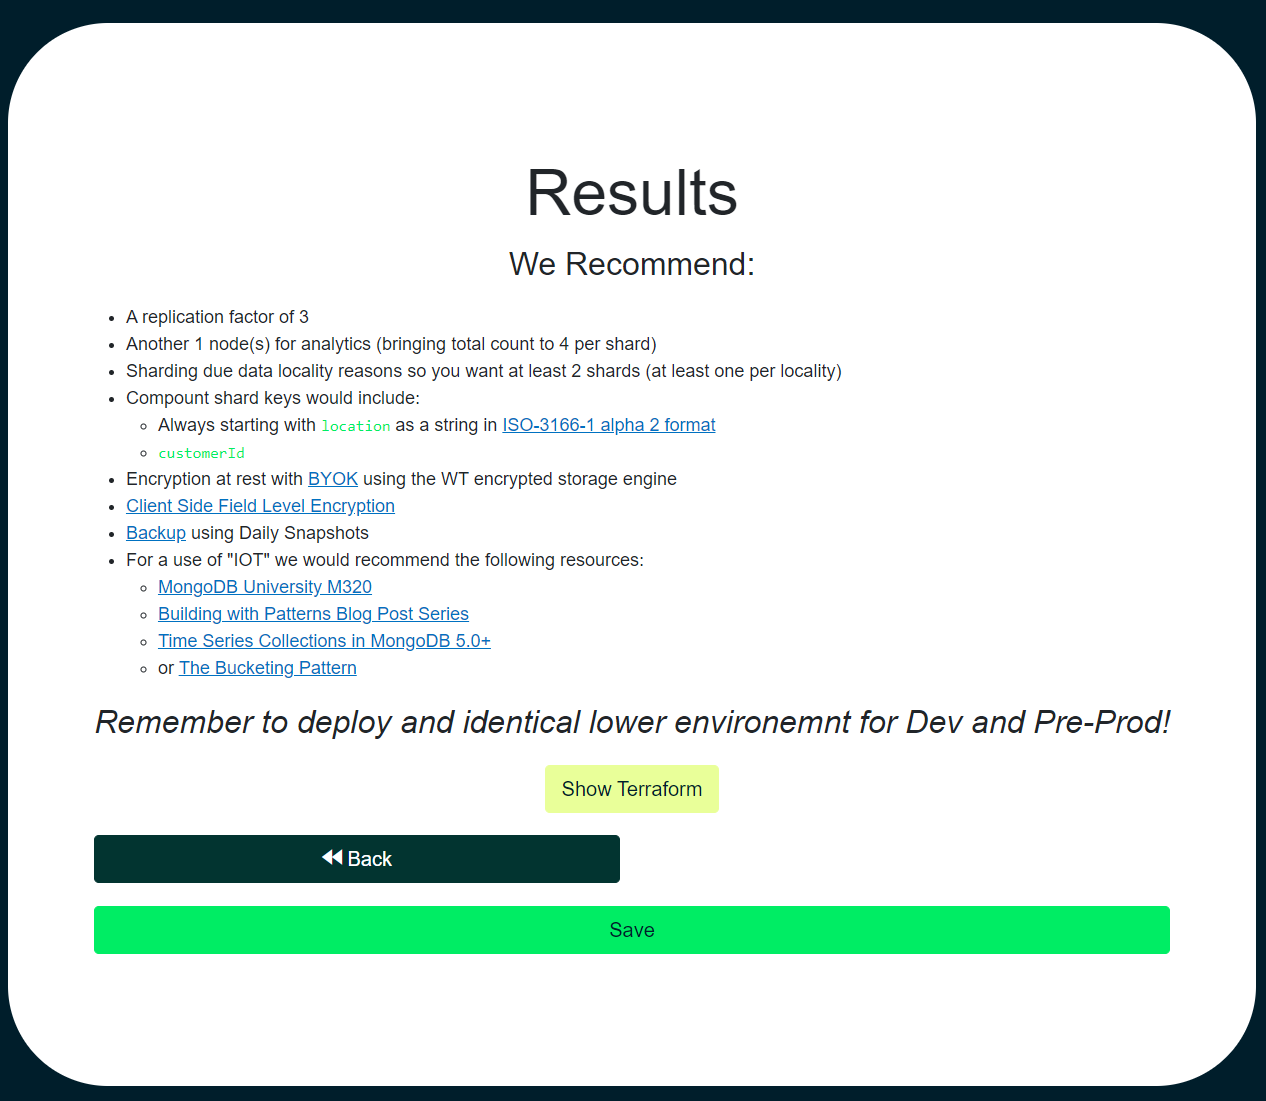 Results
We Recommend:
A replication factor of 3
Another 1 node(s) for analytics (bringing total count to 4 per shard)
Sharding due data locality reasons so you want at least 2 shards (at least one per locality)
Compount shard keys would include:
Always starting with location as a string in ISO-3166-1 alpha 2 format
customerId
Encryption at rest with BYOK using the WT encrypted storage engine
Client Side Field Level Encryption
Backup using Daily Snapshots
For a use of "IOT" we would recommend the following resources:
MongoDB University M320
Building with Patterns Blog Post Series
Time Series Collections in MongoDB 5.0+
or The Bucketing Pattern
Remember to deploy and identical lower environemnt for Dev and Pre-Prod!
Show Terraform
Back
Save